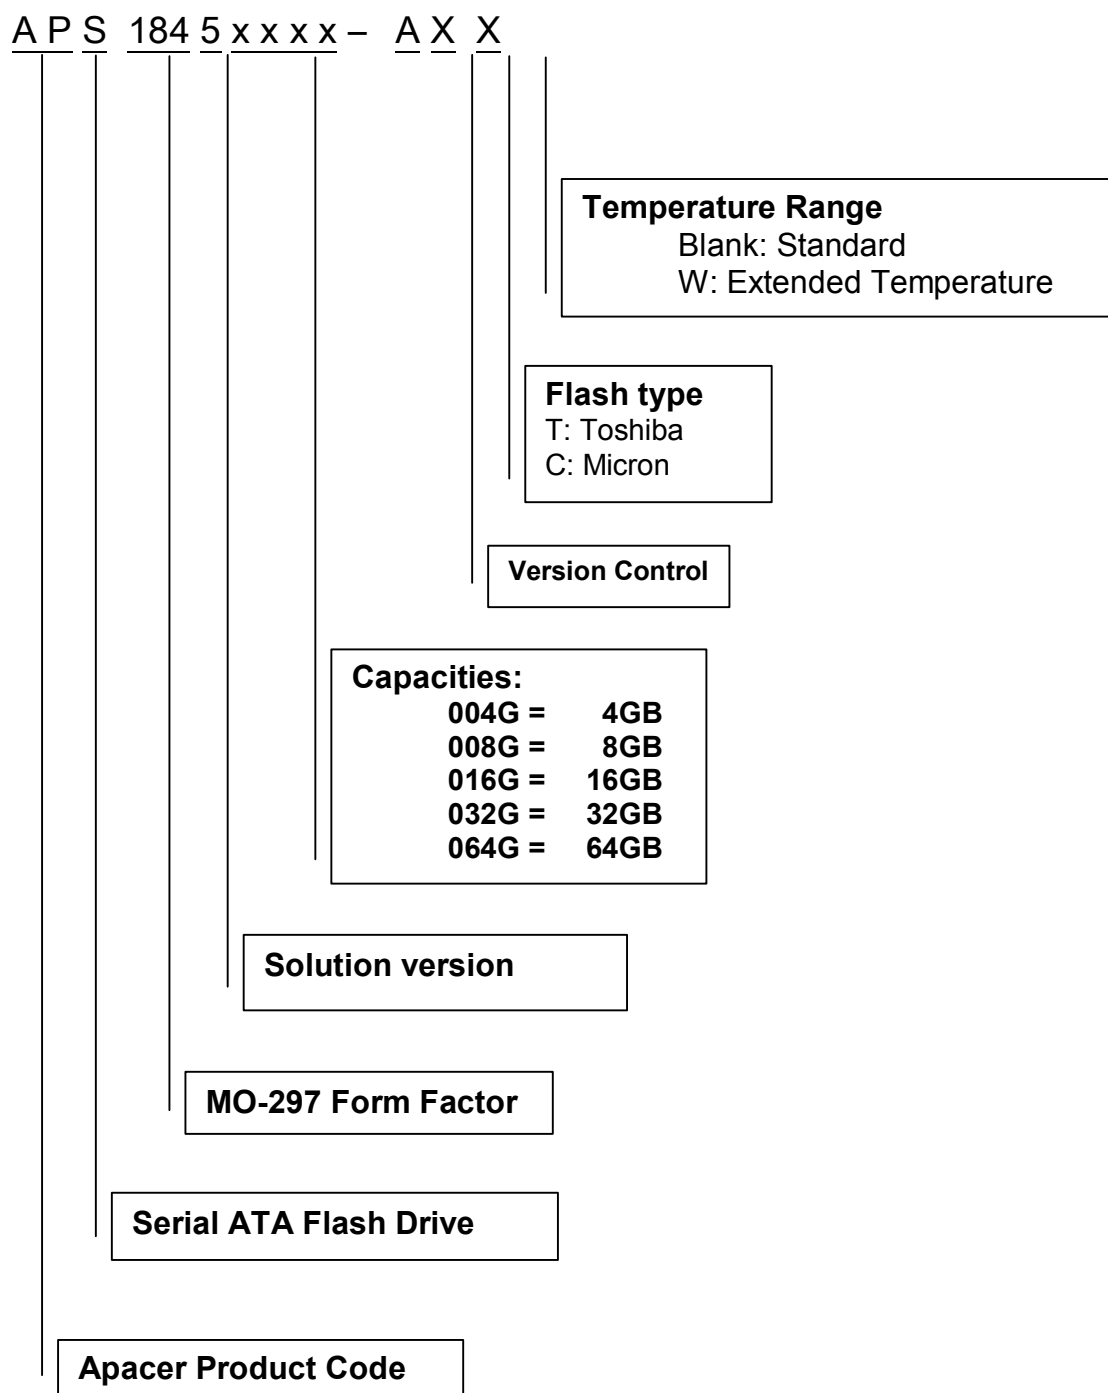 A P S 184 5 x x x x – A X X
Temperature Range
Blank: Standard
W: Extended Temperature
Flash type
T: Toshiba
C: Micron
Version Control
Capacities:
004G = 4GB
008G = 8GB
016G = 16GB
032G = 32GB
064G = 64GB
Solution version
MO-297 Form Factor
Serial ATA Flash Drive
Apacer Product Code